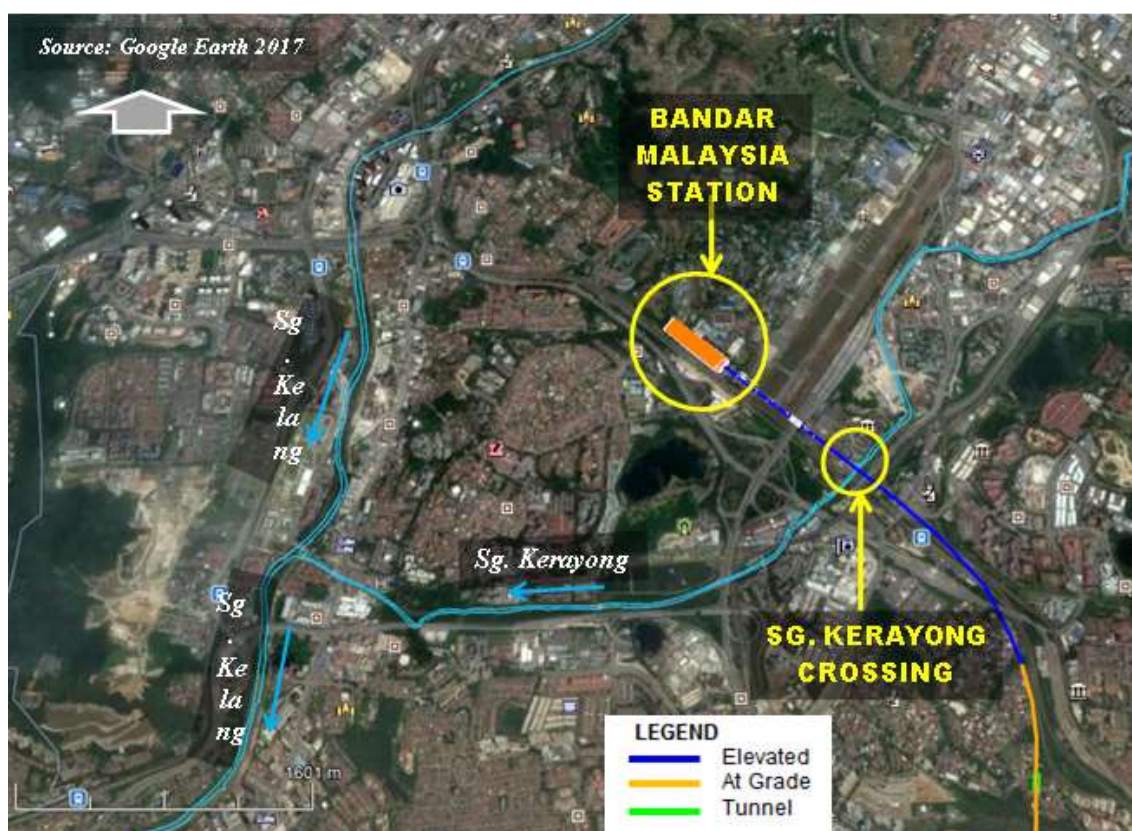 Source: Google Earth 2017
BANDAR
MALAYSIA
STATION
Sg
.
Ke
la
ng
Sg. Kerayong
Sg
.
Ke
la
ng
SG. KERAYONG
CROSSING
1601 m
LEGEND
Elevated
At Grade
Tunnel